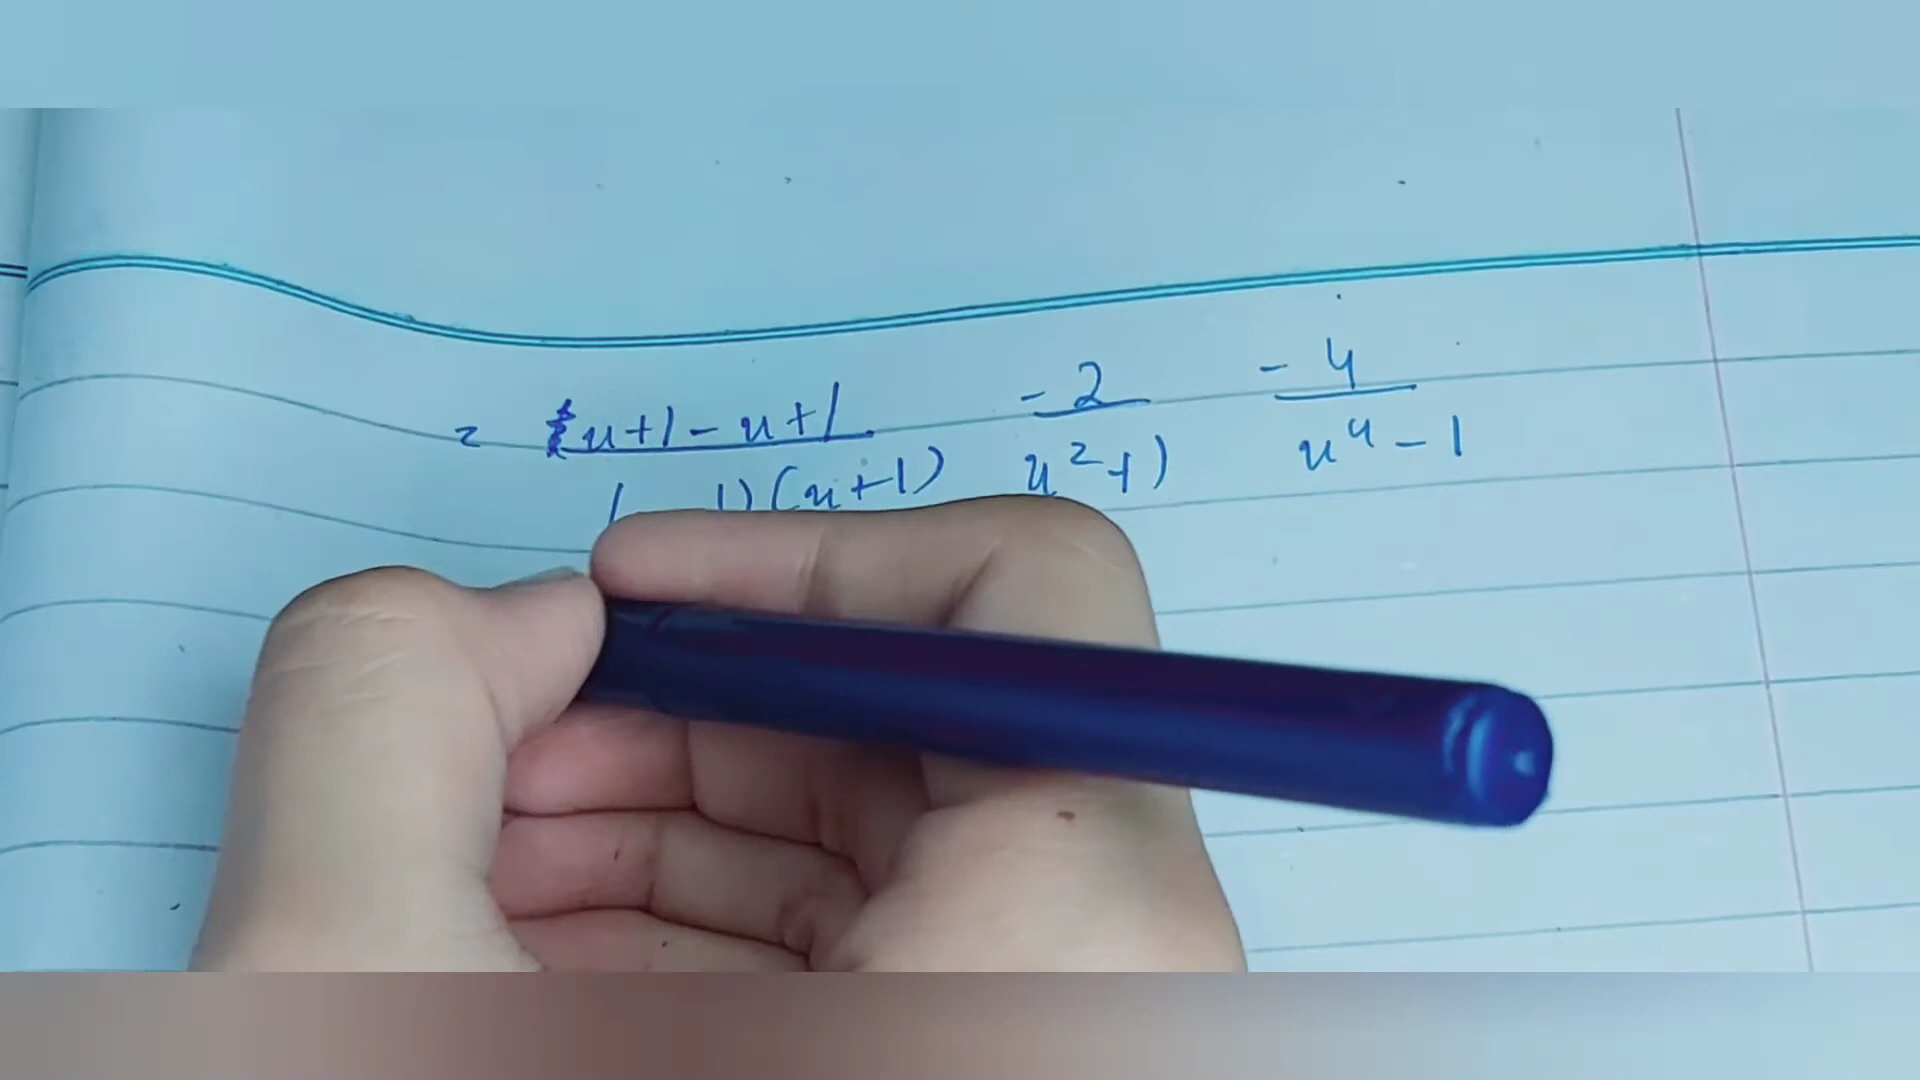 = x+1-x+1 - 2 - 4
1)(x+1) x²+1 x⁴-1